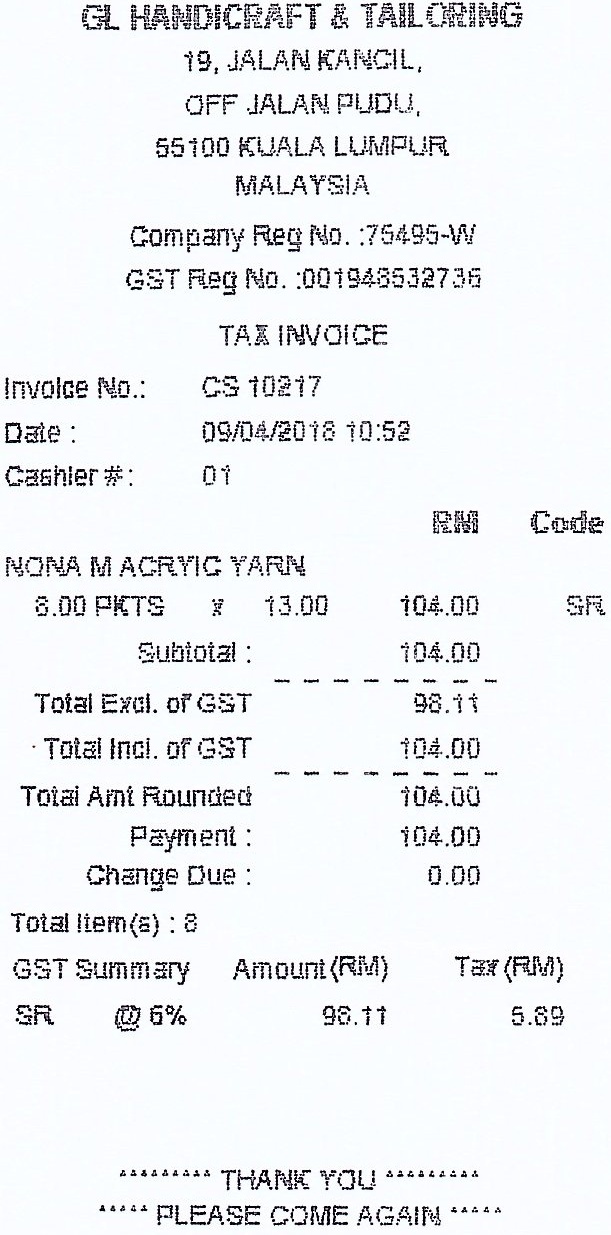 GL HANDICRAFT & TAILORING
19, JALAN KANCIL,
OFF JALAN PUDU,
55100 KUALA LUMPUR
MALAYSIA
Company Reg No. :75495-W
GST Reg No. :001948532736
TAX INVOICE
Invoice No.: CS 10217
Date : 09/04/2018 10:52
Cashier #: 01
RM Code
NONA M ACRYIC YARN
8.00 PKTS x 13.00 104.00 SR
Subtotal : 104.00
Total Excl. of GST 98.11
Total Incl. of GST 104.00
Total Amt Rounded 104.00
Payment : 104.00
Change Due : 0.00
Total Item(s) : 8
GST Summary Amount(RM) Tax(RM)
SR @ 6% 98.11 5.89
********* THANK YOU *********
***** PLEASE COME AGAIN *****